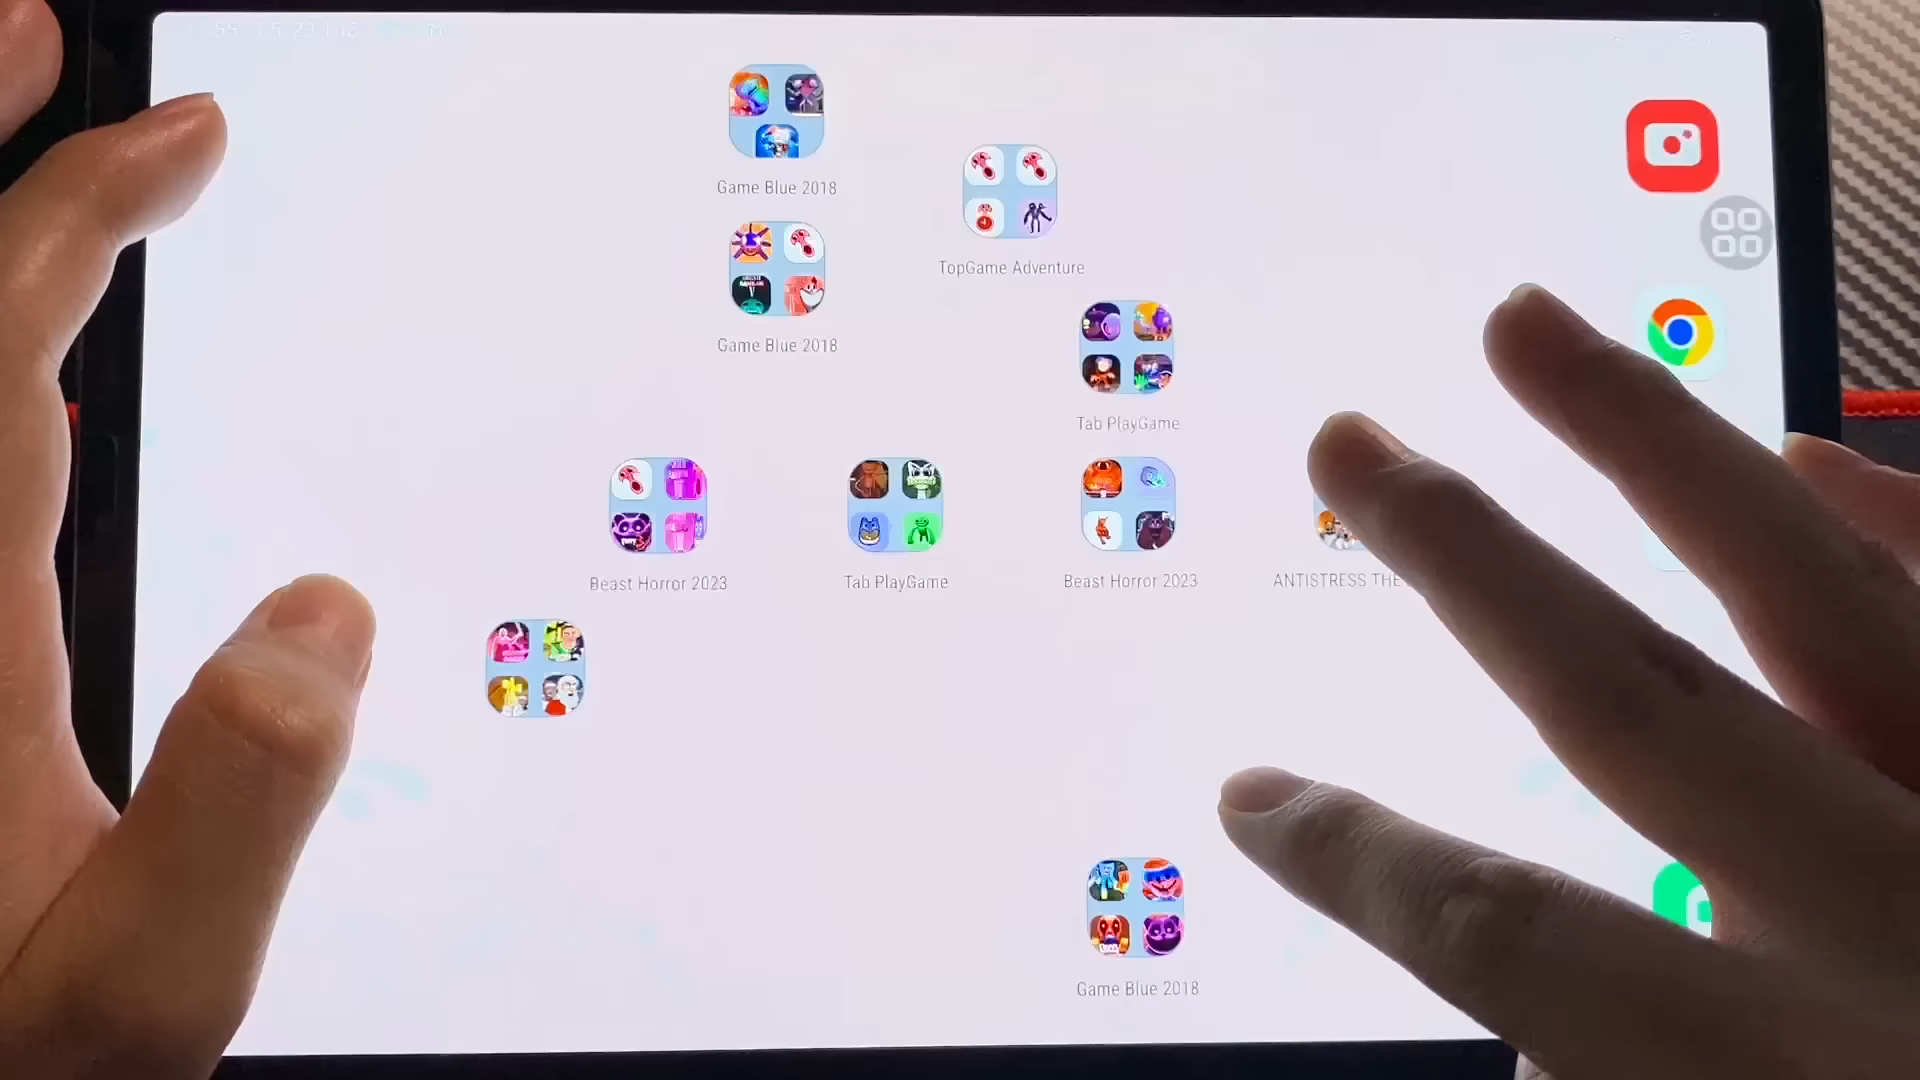 Game Blue 2018
TopGame Adventure
Game Blue 2018
Tab PlayGame
Beast Horror 2023
Tab PlayGame
Beast Horror 2023
ANTISTRESS THE
Game Blue 2018